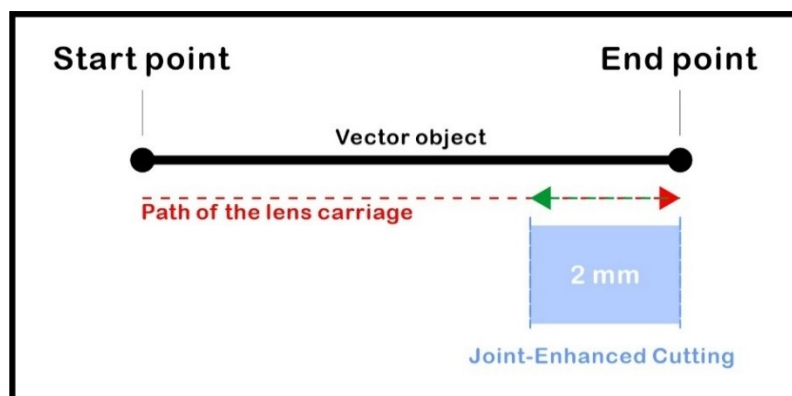 Start point
End point
Vector object
Path of the lens carriage
2 mm
Joint-Enhanced Cutting